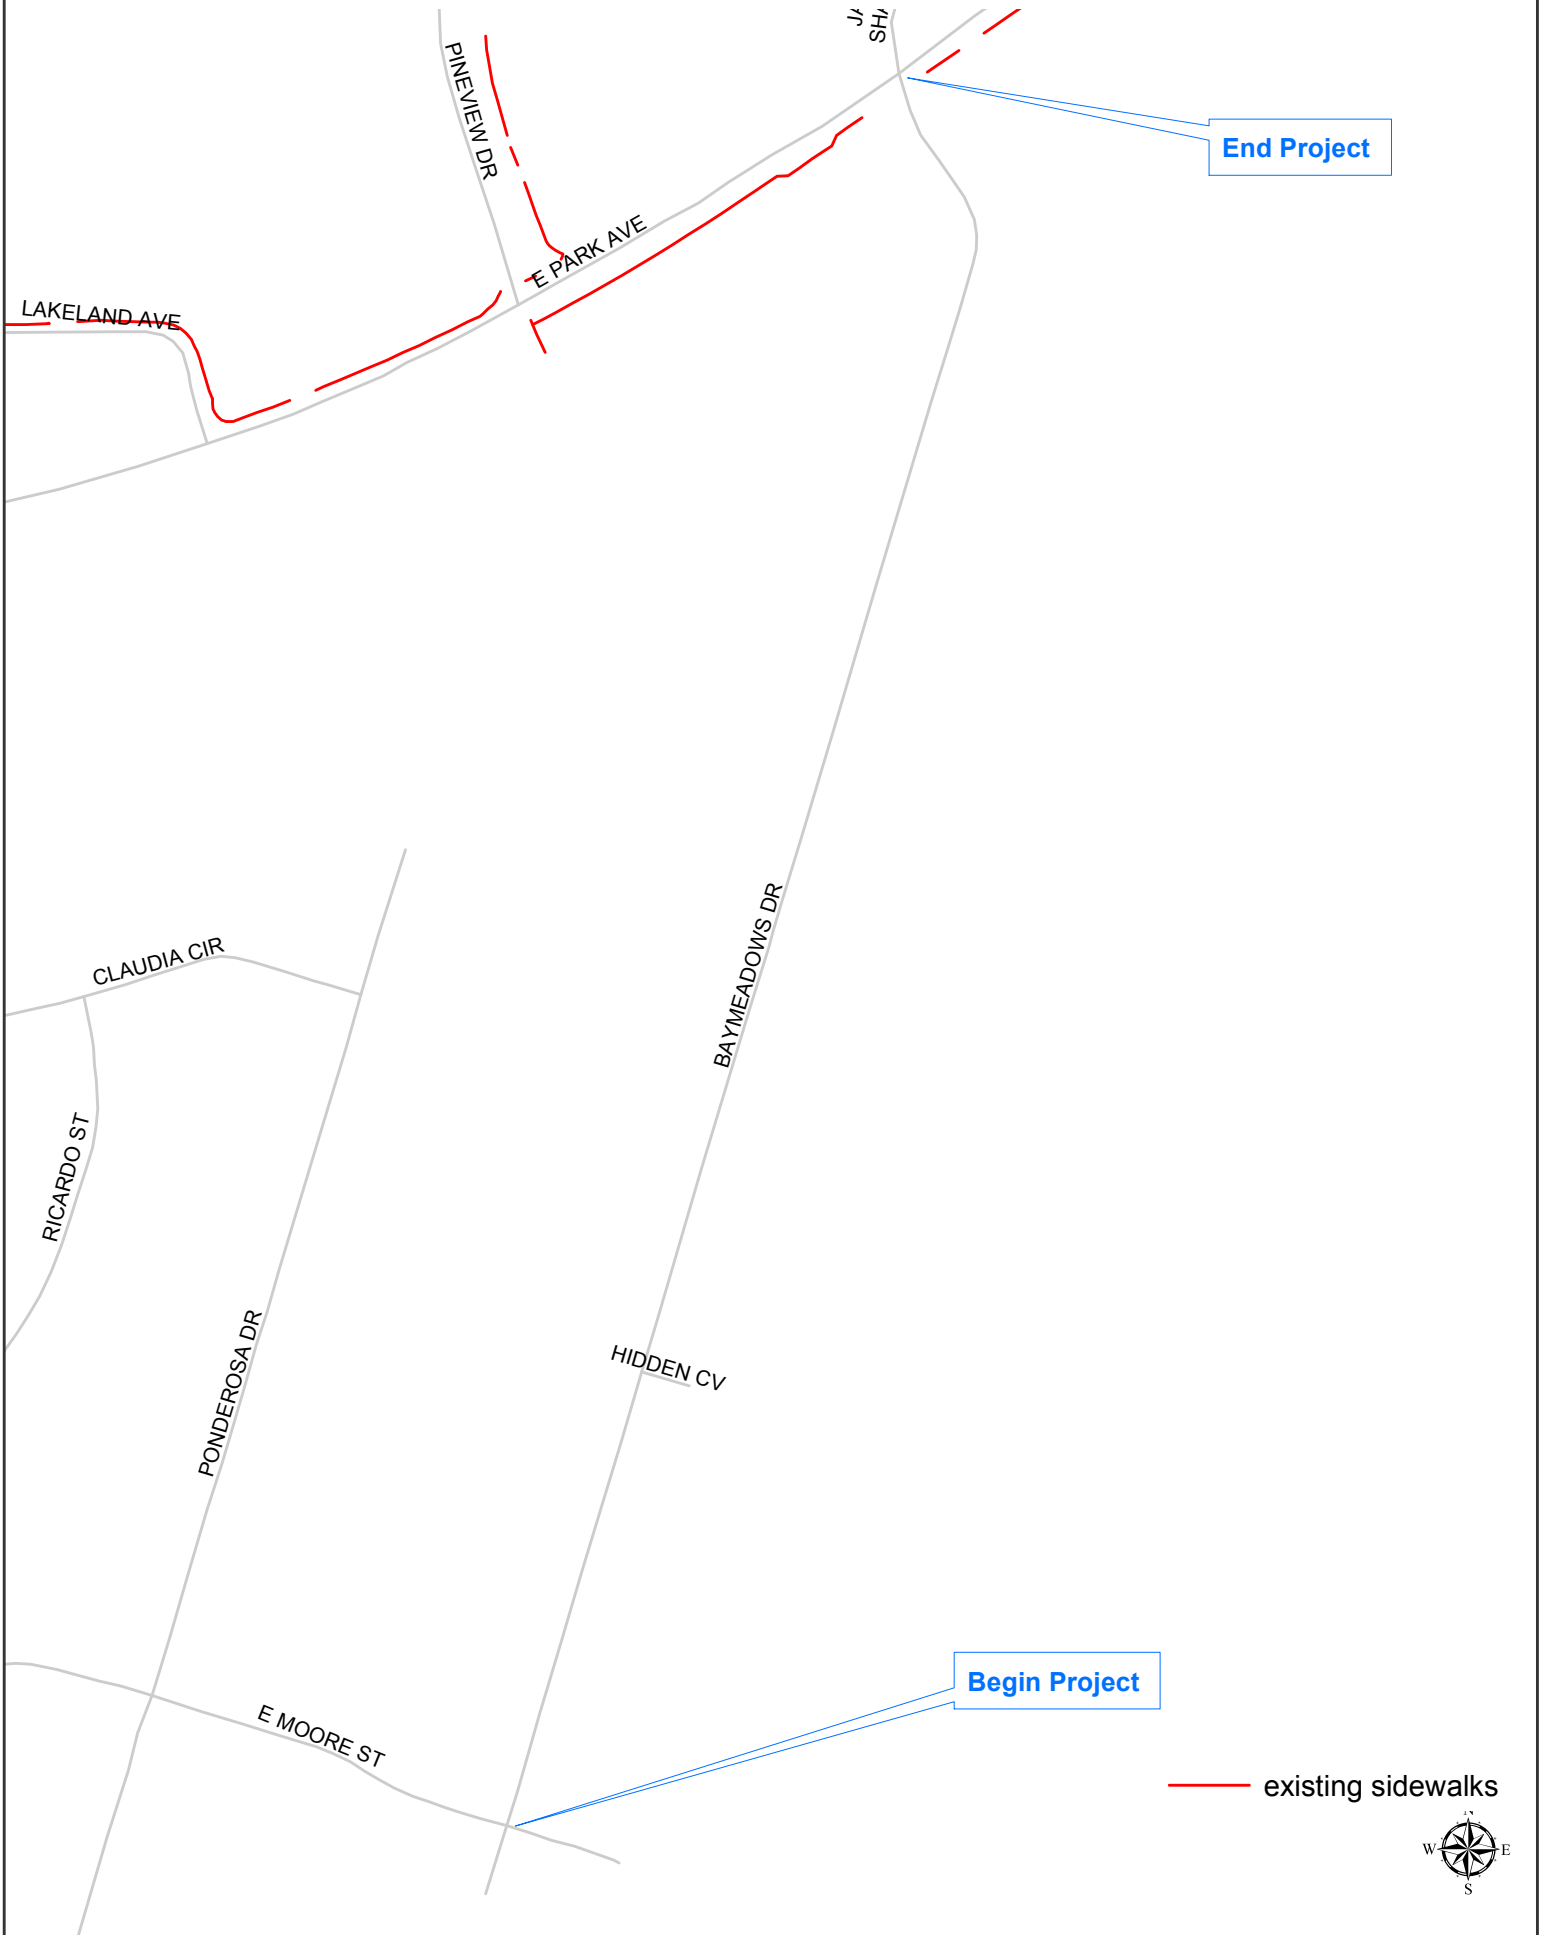 PINEVIEW DR
End Project
E PARK AVE
LAKELAND AVE
BAYMEADOWS DR
CLAUDIA CIR
RICARDO ST
PONDEROSA DR
HIDDEN CV
Begin Project
E MOORE ST
existing sidewalks
N
W E
S